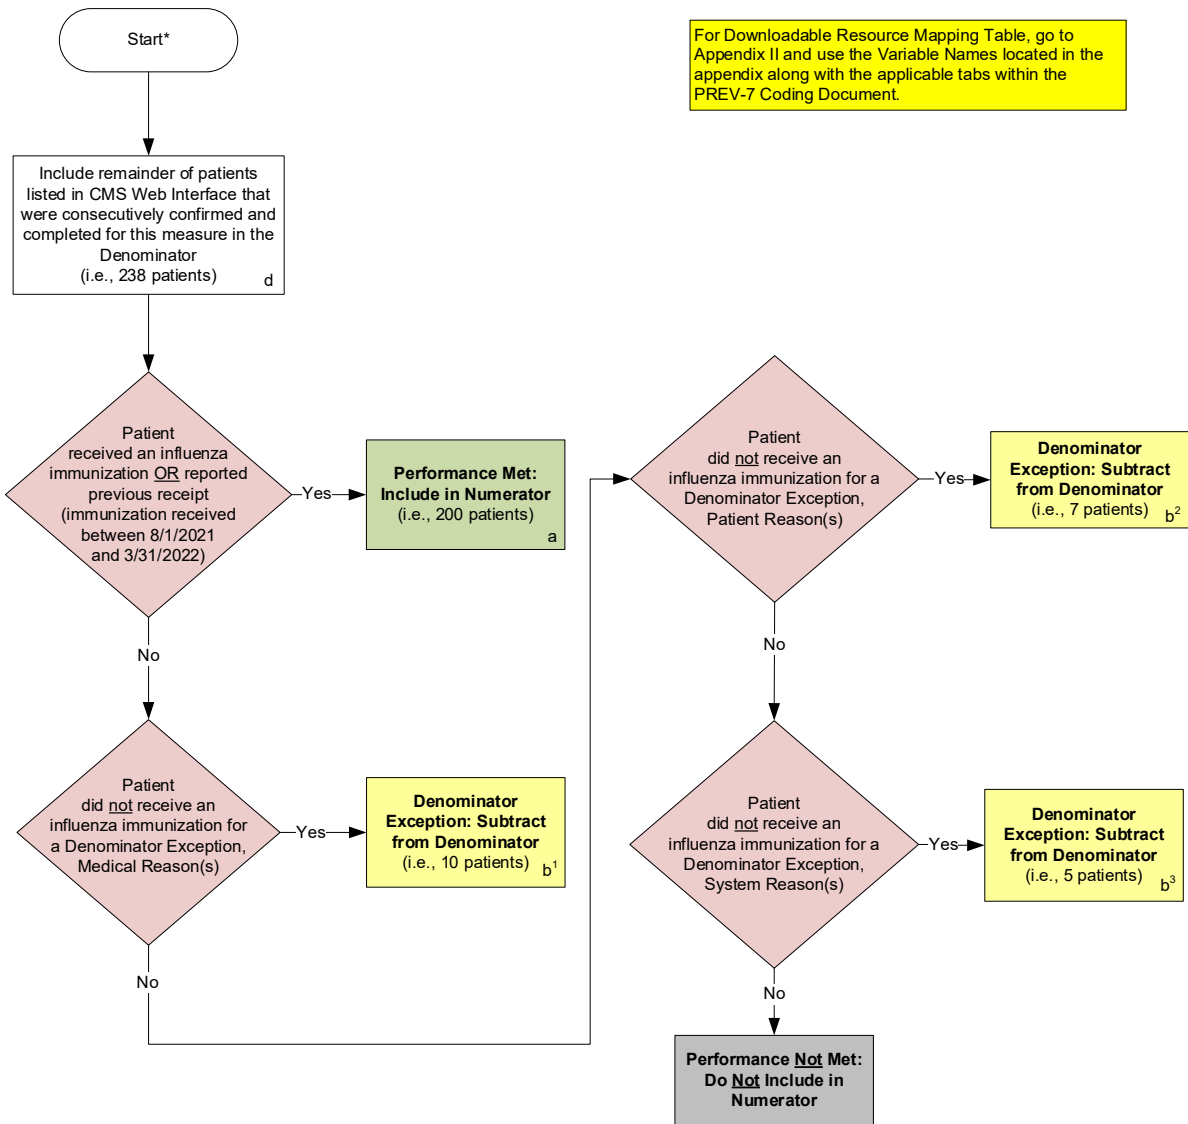 Start*
For Downloadable Resource Mapping Table, go to
Appendix II and use the Variable Names located in the
appendix along with the applicable tabs within the
PREV-7 Coding Document.
Include remainder of patients
listed in CMS Web Interface that
were consecutively confirmed and
completed for this measure in the
Denominator
(i.e., 238 patients)
d
Patient
received an influenza
immunization OR reported
previous receipt
(immunization received
between 8/1/2021
and 3/31/2022)
Yes
Performance Met:
Include in Numerator
(i.e., 200 patients)
a
No
Patient
did not receive an
influenza immunization for
a Denominator Exception,
Medical Reason(s)
Yes
Denominator
Exception: Subtract
from Denominator
(i.e., 10 patients)
b¹
No
Patient
did not receive an
influenza immunization for a
Denominator Exception,
Patient Reason(s)
Yes
Denominator
Exception: Subtract
from Denominator
(i.e., 7 patients)
b²
No
Patient
did not receive an
influenza immunization for a
Denominator Exception,
System Reason(s)
Yes
Denominator
Exception: Subtract
from Denominator
(i.e., 5 patients)
b³
No
Performance Not Met:
Do Not Include in
Numerator